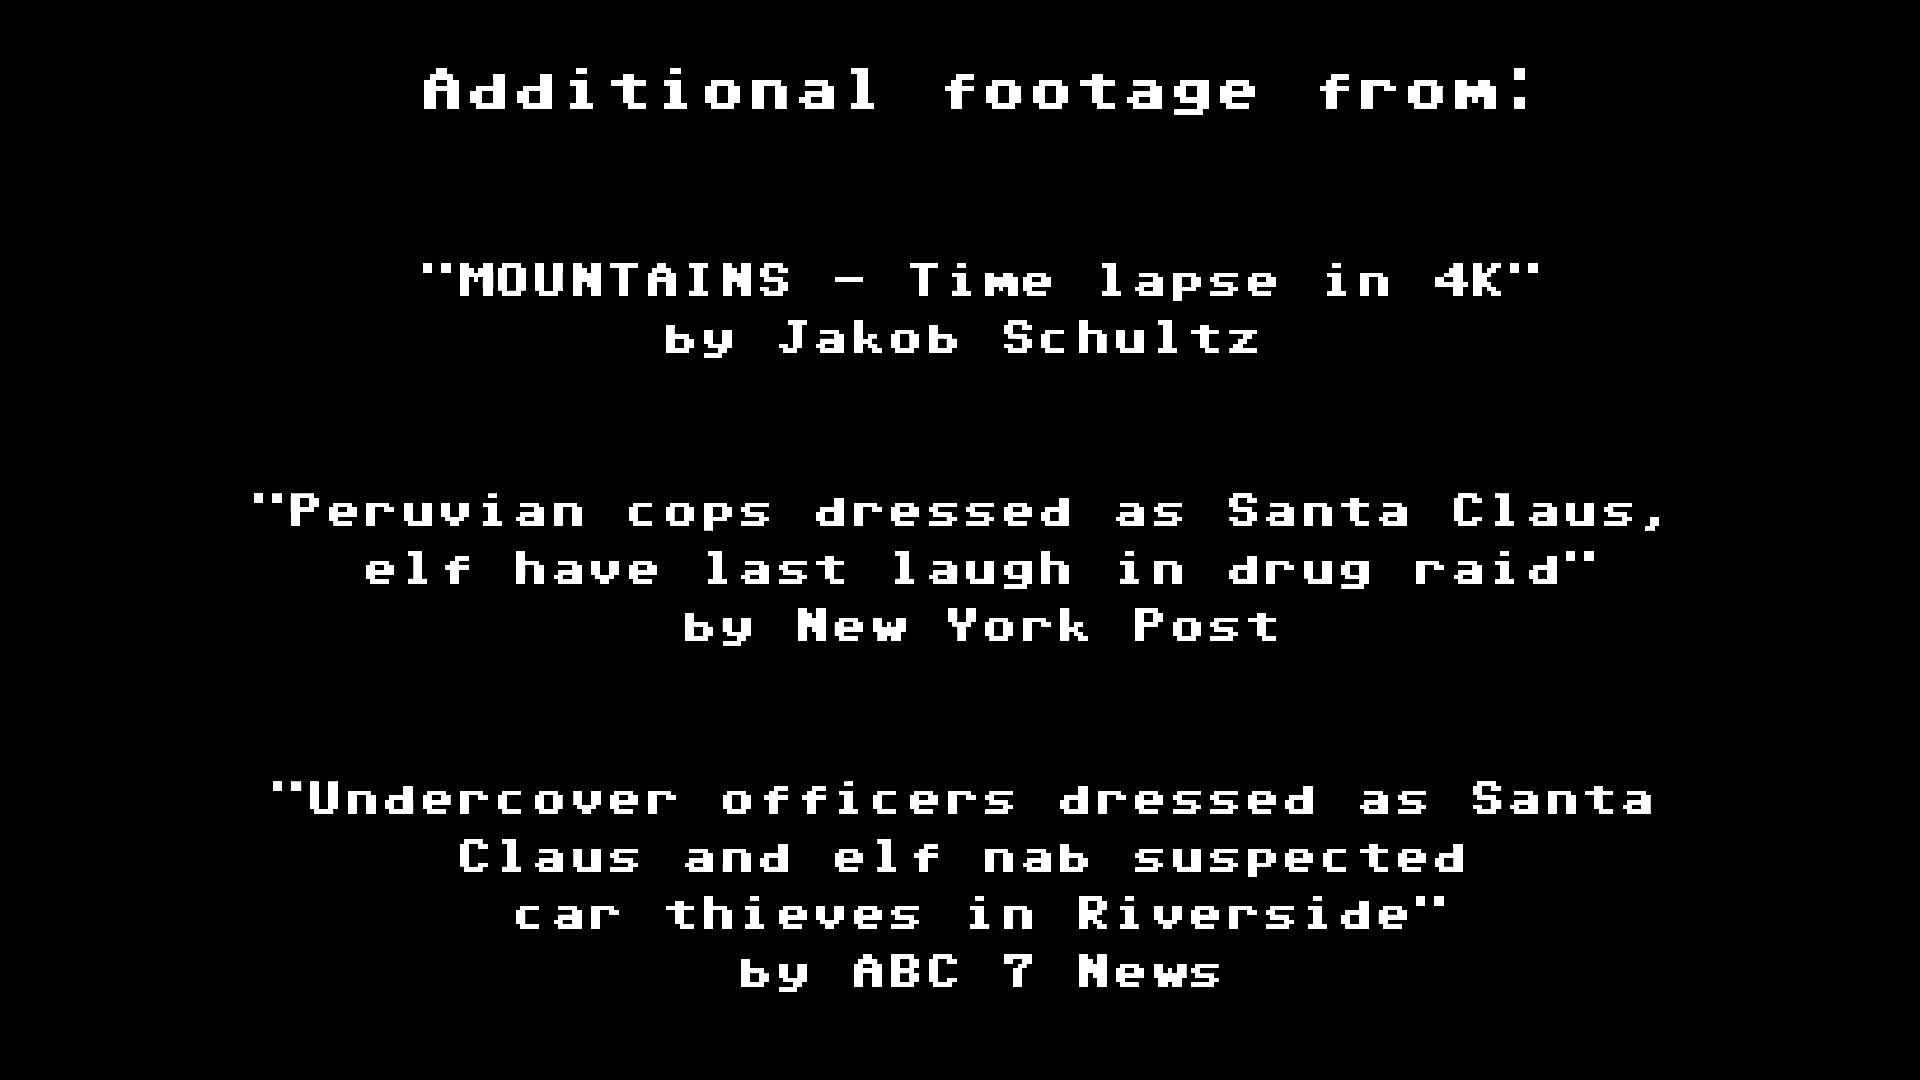 Additional footage from:
"MOUNTAINS - Time lapse in 4K"
by Jakob Schultz
"Peruvian cops dressed as Santa Claus,
elf have last laugh in drug raid"
by New York Post
"Undercover officers dressed as Santa
Claus and elf nab suspected
car thieves in Riverside"
by ABC 7 News